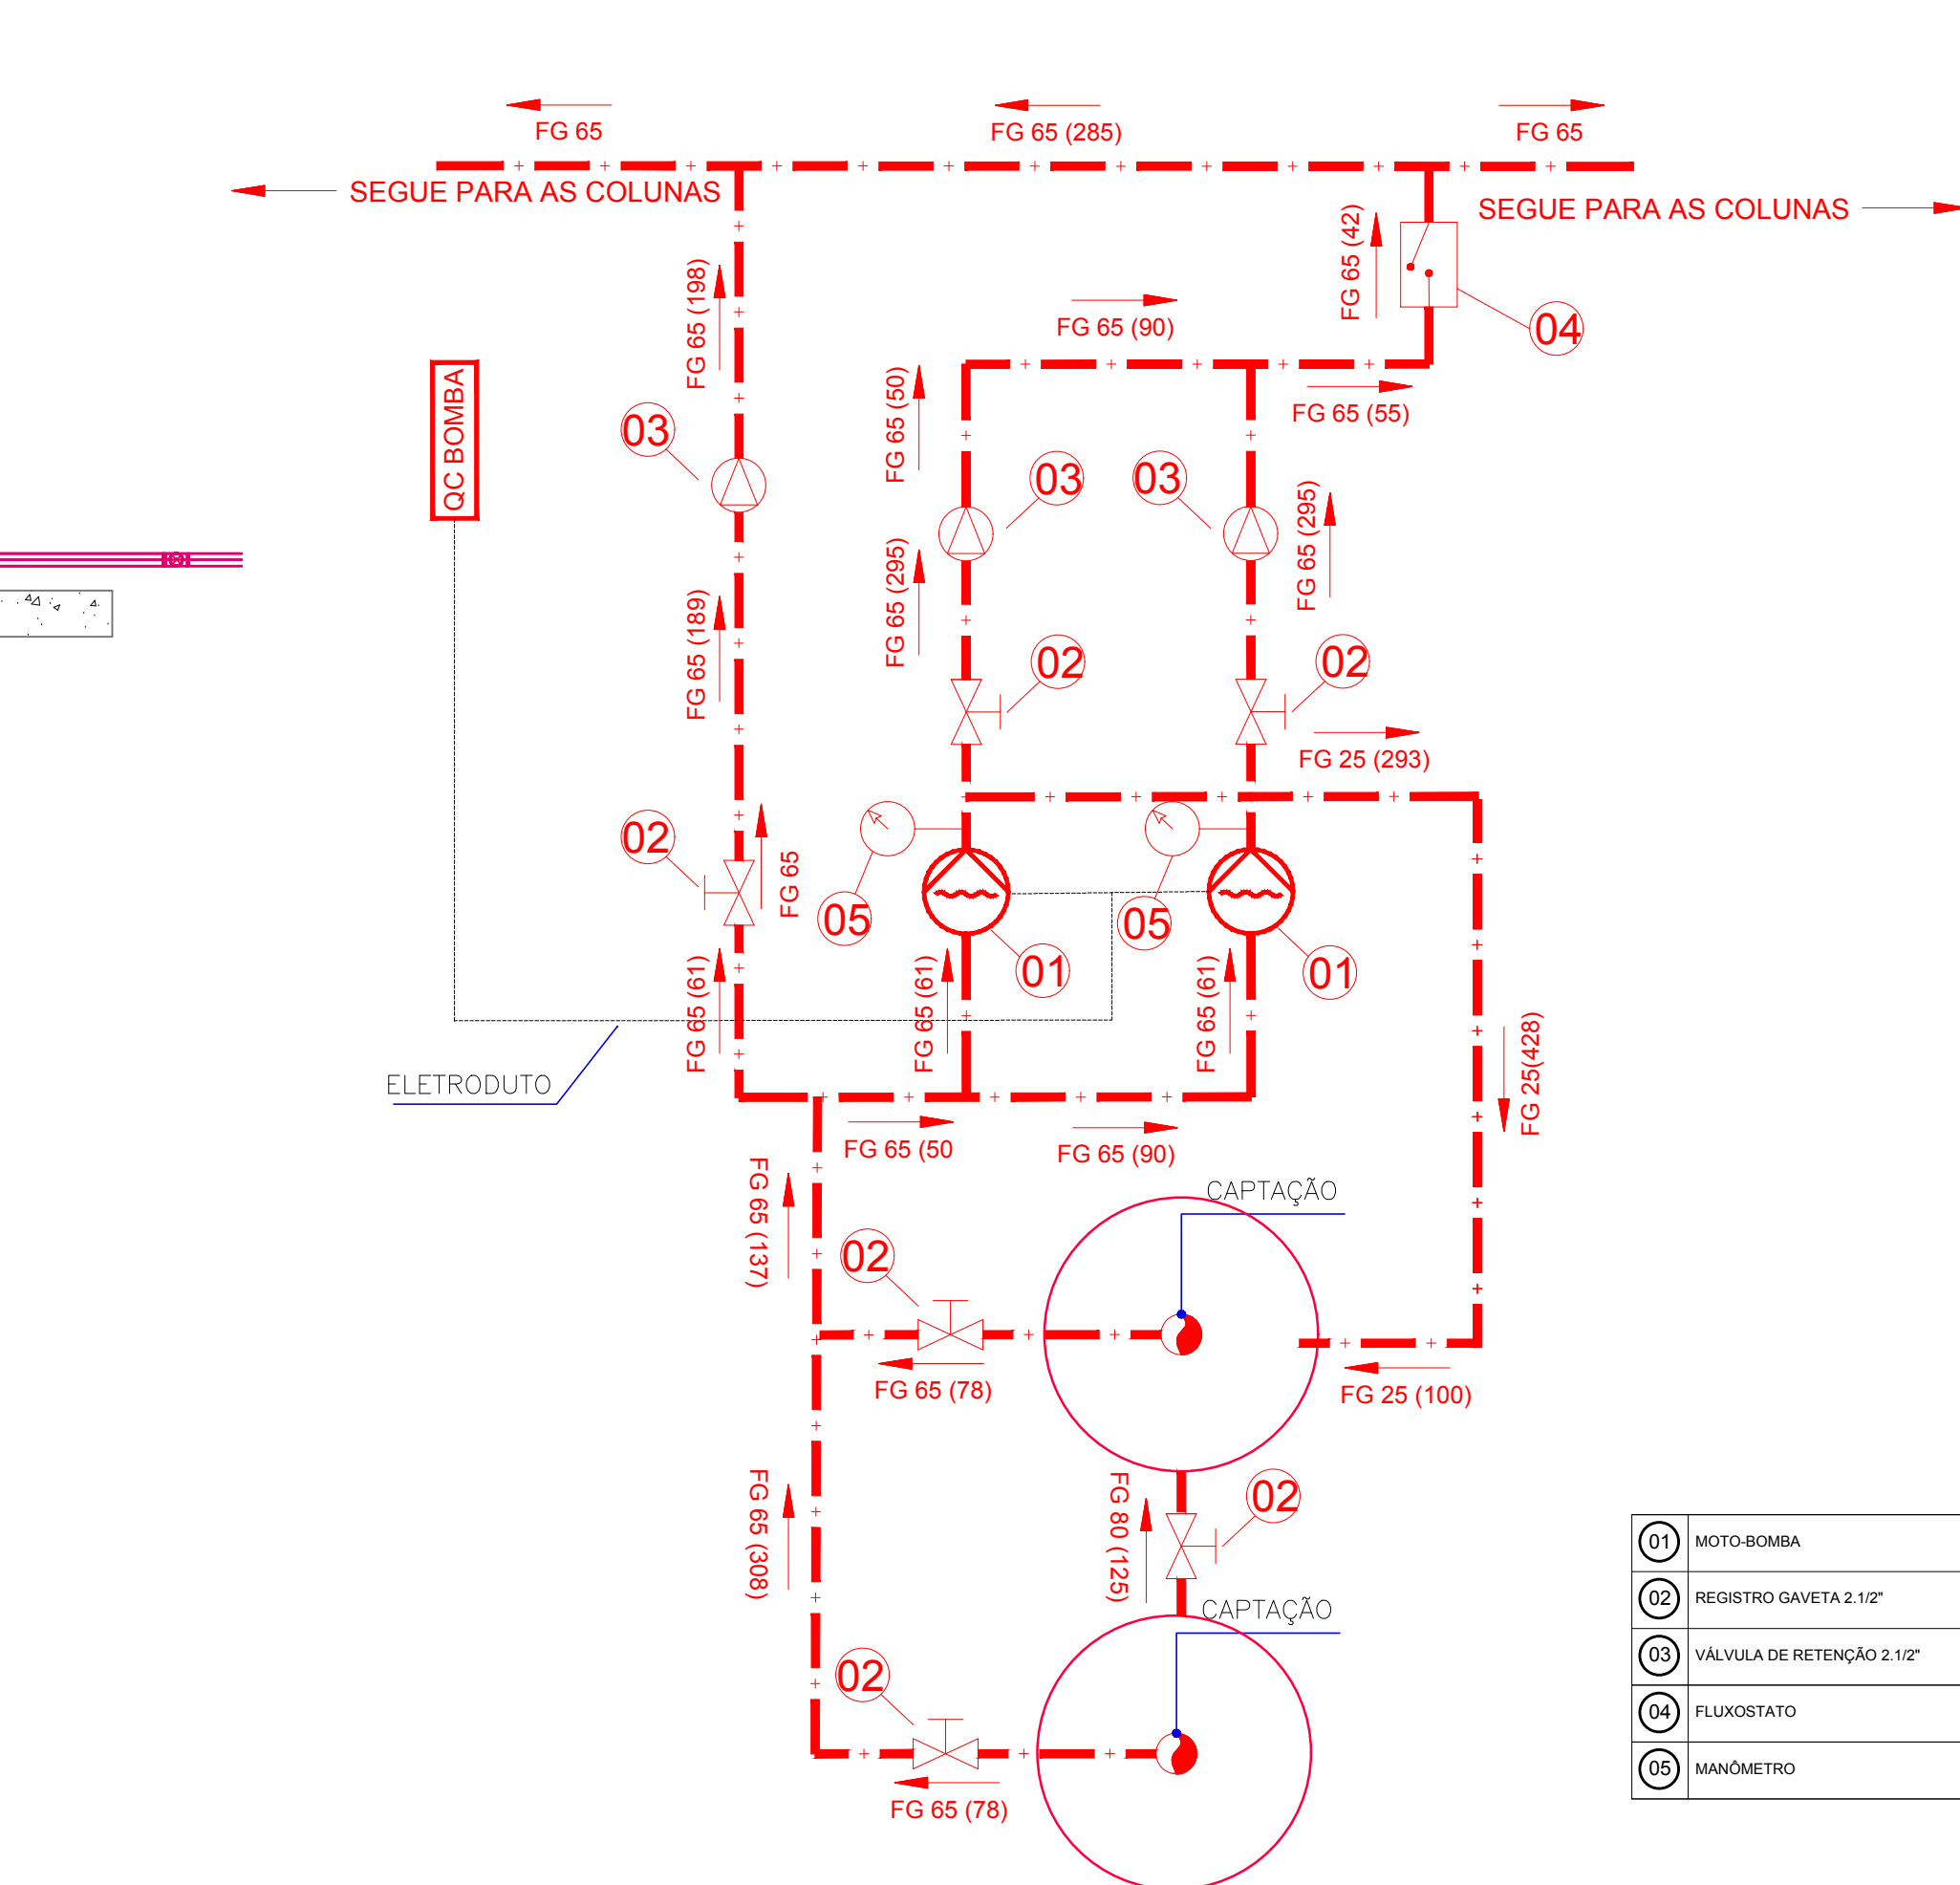 FG 65
FG 65 (285)
FG 65
SEGUE PARA AS COLUNAS
SEGUE PARA AS COLUNAS
FG 65 (42)
FG 65 (198)
04
FG 65 (90)
QC BOMBA
FG 65 (50)
FG 65 (55)
03
03
03
FG 65 (295)
FG 65 (295)
FG 65 (189)
02
02
FG 25 (293)
02
FG 65
05
05
01
01
FG 65 (61)
FG 65 (61)
FG 65 (61)
FG 25(428)
ELETRODUTO
FG 65 (50
FG 65 (90)
FG 65 (137)
CAPTAÇÃO
02
FG 65 (78)
FG 25 (100)
FG 65 (308)
FG 80 (125)
02
CAPTAÇÃO
02
FG 65 (78)
01 MOTO-BOMBA
02 REGISTRO GAVETA 2.1/2"
03 VÁLVULA DE RETENÇÃO 2.1/2"
04 FLUXOSTATO
05 MANÔMETRO